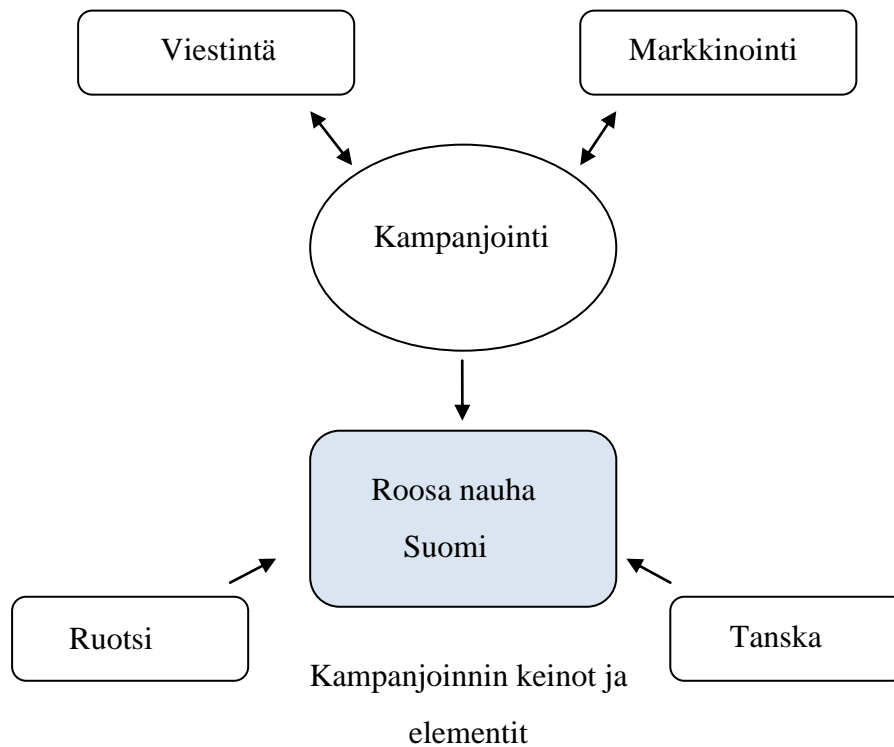 Viestintä
Markkinointi
Kampanjointi
Roosa nauha
Suomi
Ruotsi
Tanska
Kampanjoinnin keinot ja
elementit